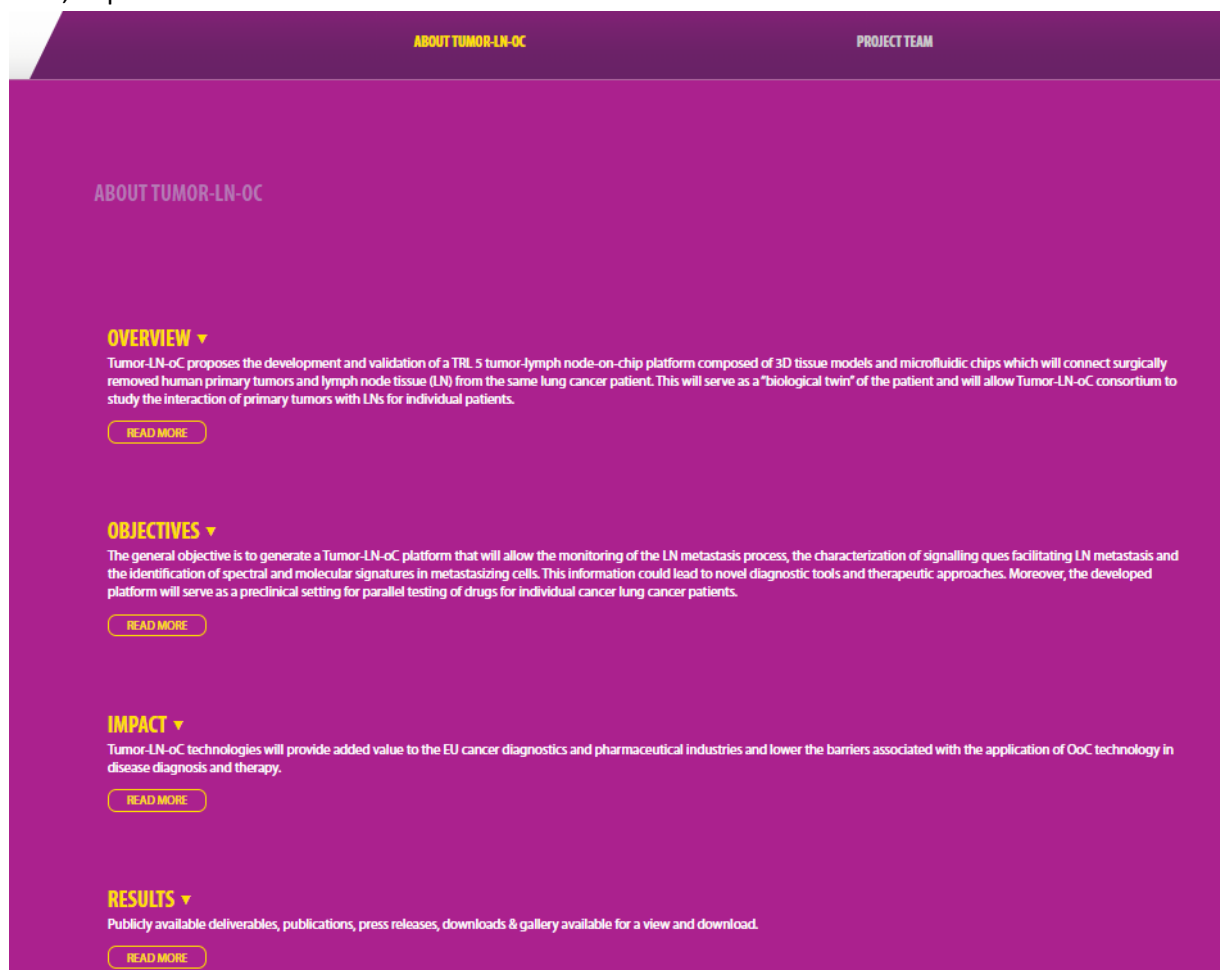 ABOUT TUMOR-LN-OC
PROJECT TEAM
ABOUT TUMOR-LN-OC
OVERVIEW ▼
Tumor-LN-oC proposes the development and validation of a TRL 5 tumor-lymph node-on-chip platform composed of 3D tissue models and microfluidic chips which will connect surgically
removed human primary tumors and lymph node tissue (LN) from the same lung cancer patient. This will serve as a "biological twin" of the patient and will allow Tumor-LN-oC consortium to
study the interaction of primary tumors with LNs for individual patients.
READ MORE
OBJECTIVES ▼
The general objective is to generate a Tumor-LN-oC platform that will allow the monitoring of the LN metastasis process, the characterization of signalling ques facilitating LN metastasis and
the identification of spectral and molecular signatures in metastasizing cells. This information could lead to novel diagnostic tools and therapeutic approaches. Moreover, the developed
platform will serve as a preclinical setting for parallel testing of drugs for individual cancer lung cancer patients.
READ MORE
IMPACT ▼
Tumor-LN-oC technologies will provide added value to the EU cancer diagnostics and pharmaceutical industries and lower the barriers associated with the application of OoC technology in
disease diagnosis and therapy.
READ MORE
RESULTS ▼
Publicly available deliverables, publications, press releases, downloads & gallery available for a view and download.
READ MORE